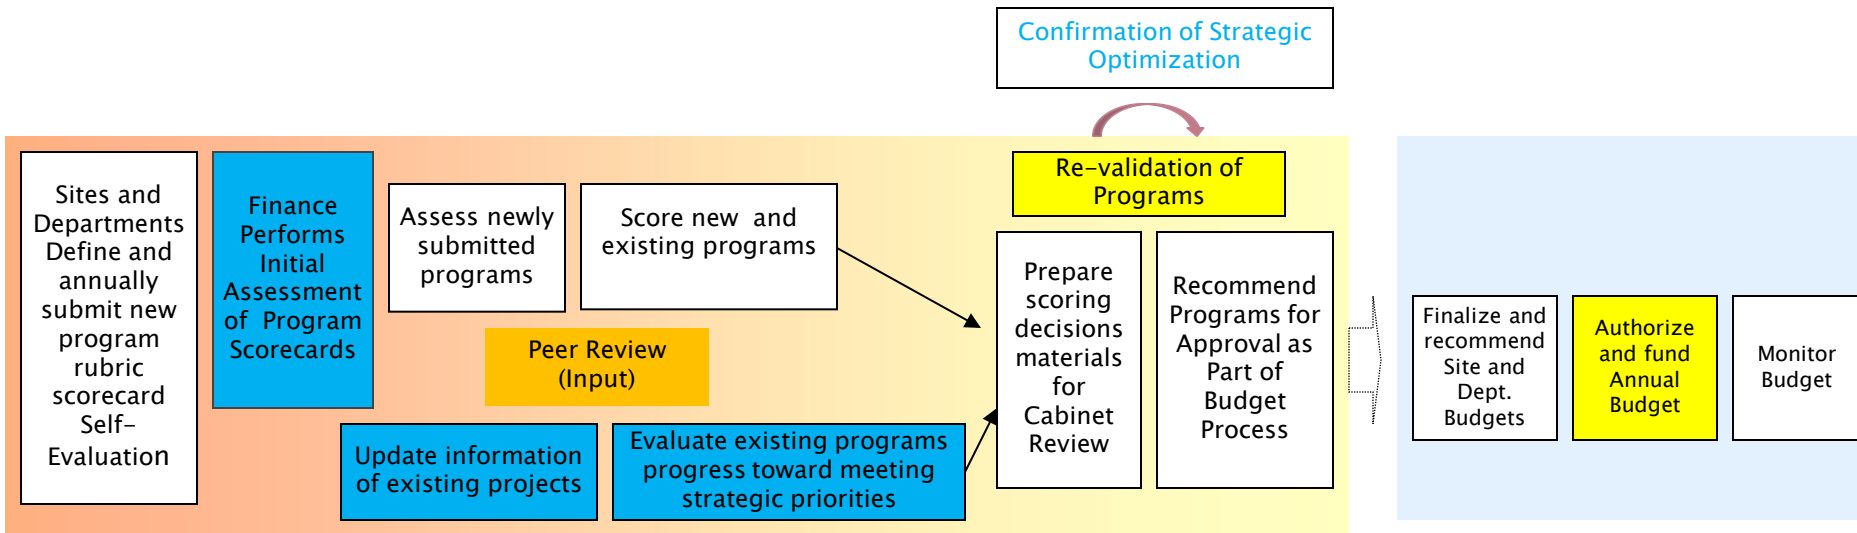 Confirmation of Strategic
Optimization
Sites and
Departments
Define and
annually
submit new
program
rubric
scorecard
Self-
Evaluation
Finance
Performs
Initial
Assessment
of Program
Scorecards
Assess newly
submitted
programs
Score new and
existing programs
Peer Review
(Input)
Update information
of existing projects
Evaluate existing programs
progress toward meeting
strategic priorities
Re-validation of
Programs
Prepare
scoring
decisions
materials
for
Cabinet
Review
Recommend
Programs for
Approval as
Part of
Budget
Process
Finalize and
recommend
Site and
Dept.
Budgets
Authorize
and fund
Annual
Budget
Monitor
Budget